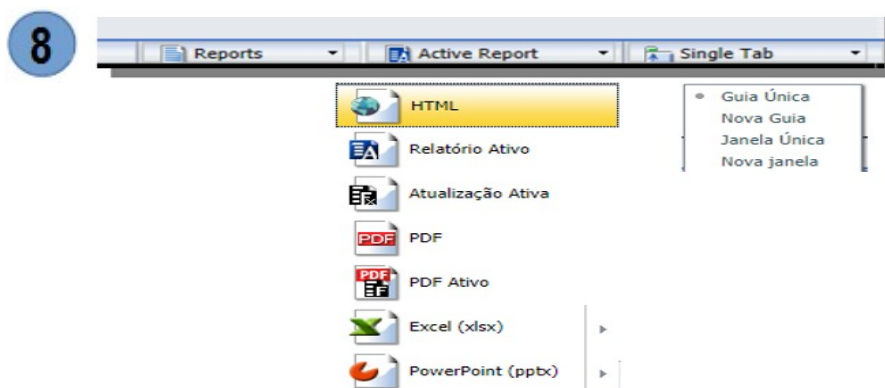 8
Reports Active Report Single Tab
HTML
Relatório Ativo
Atualização Ativa
PDF
PDF Ativo
Excel (xlsx)
PowerPoint (pptx)
Guia Única
Nova Guia
Janela Única
Nova janela